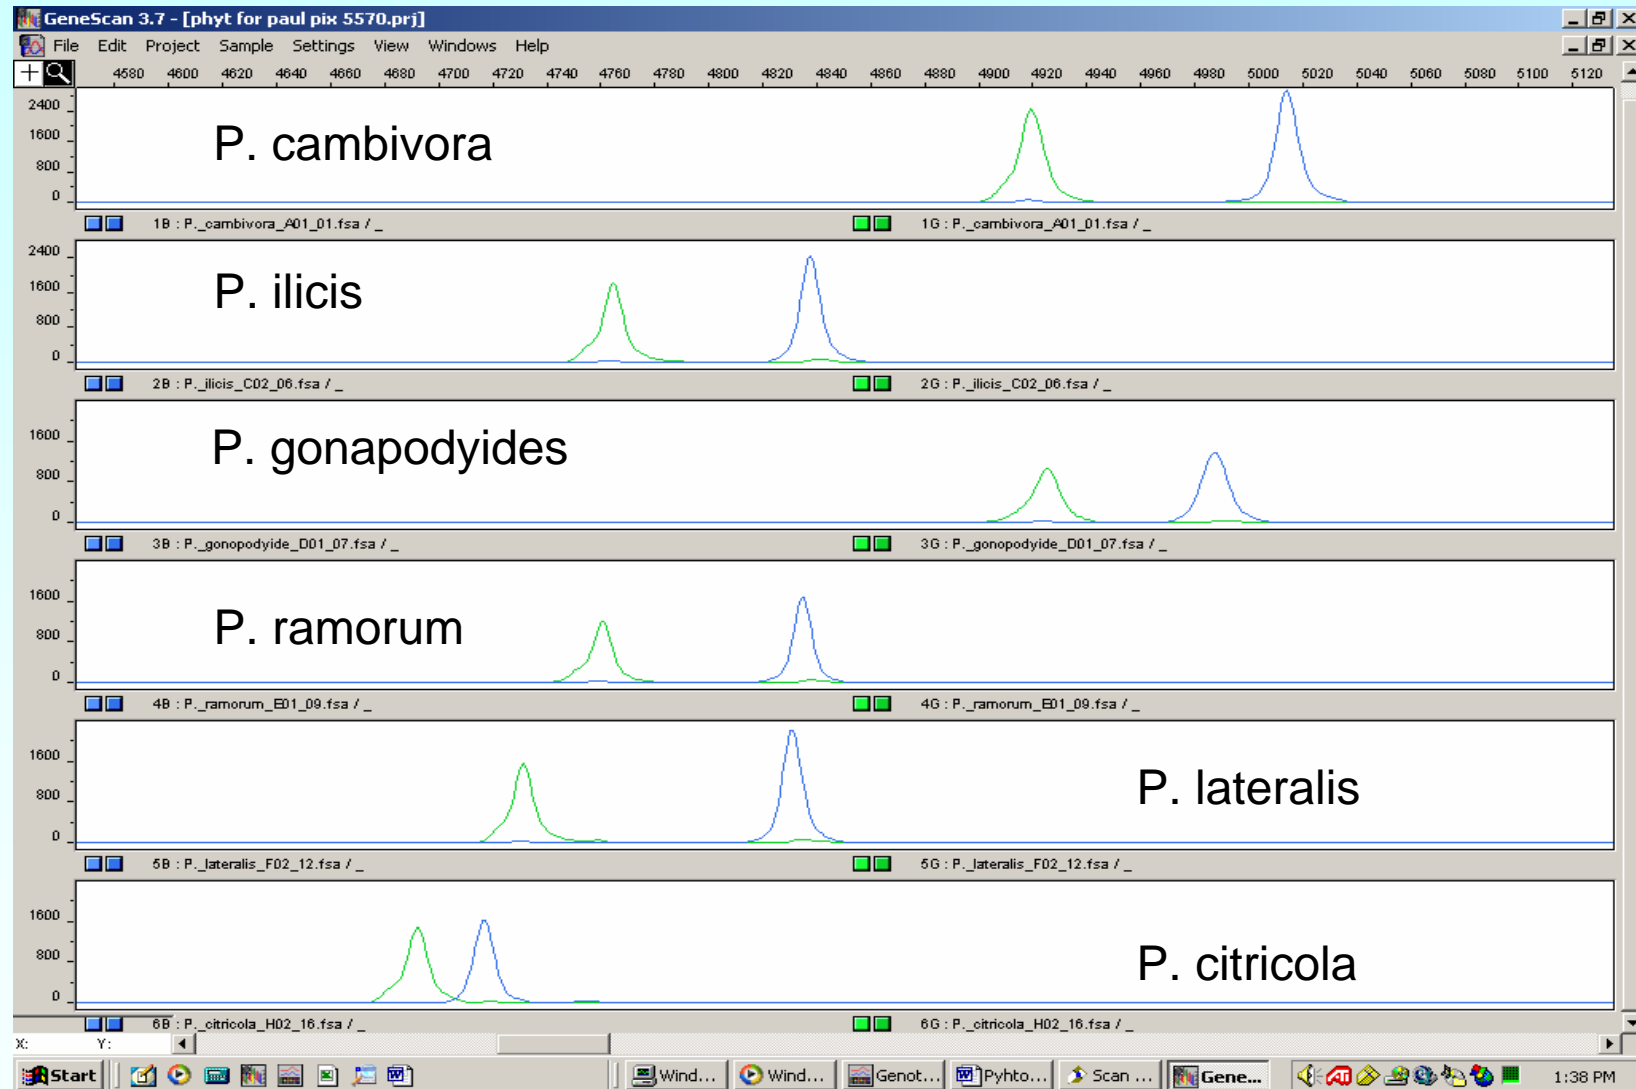 GeneScan 3.7 - [phyt for paul pix 5570.prj]
File Edit Project Sample Settings View Windows Help
4580 4600 4620 4640 4660 4680 4700 4720 4740 4760 4780 4800 4820 4840 4860 4880 4900 4920 4940 4960 4980 5000 5020 5040 5060 5080 5100 5120
2400
1600
800
0
P. cambivora
1B : P._cambivora_A01_01.fsa / _ 1G : P._cambivora_A01_01.fsa / _
2400
1600
800
0
P. ilicis
2B : P._ilicis_C02_06.fsa / _ 2G : P._ilicis_C02_06.fsa / _
1600
800
0
P. gonapodyides
3B : P._gonopodyide_D01_07.fsa / _ 3G : P._gonopodyide_D01_07.fsa / _
1600
800
0
P. ramorum
4B : P._ramorum_E01_09.fsa / _ 4G : P._ramorum_E01_09.fsa / _
1600
800
0
P. lateralis
5B : P._lateralis_F02_12.fsa / _ 5G : P._lateralis_F02_12.fsa / _
1600
800
0
P. citricola
6B : P._citricola_H02_16.fsa / _ 6G : P._citricola_H02_16.fsa / _
X: Y:
Start Wind... Wind... Genot... Pyhto... Scan ... Gene... 1:38 PM